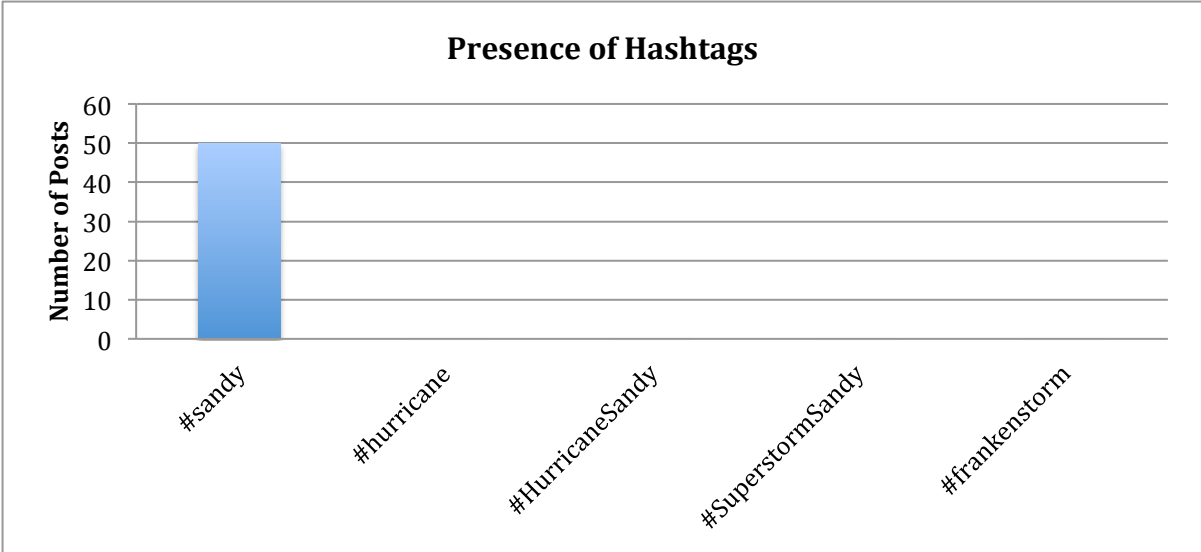 Presence of Hashtags
Number of Posts
60
50
40
30
20
10
0
#sandy
#hurricane
#HurricaneSandy
#SuperstormSandy
#frankenstorm